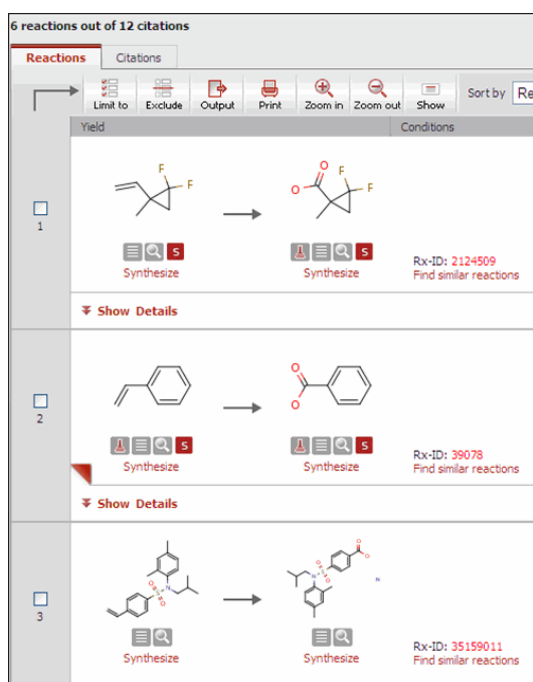 6 reactions out of 12 citations
Reactions Citations
Limit to Exclude Output Print Zoom in Zoom out Show Sort by Re
Yield Conditions
F
F
O
O
F
F
S
S
Synthesize Synthesize
Rx-ID: 2124509
Find similar reactions
1
Show Details
O
O
S
S
Synthesize Synthesize
Rx-ID: 39078
Find similar reactions
2
Show Details
O
S
N
O
O
O
O
S
N
O
N
Synthesize Synthesize
Rx-ID: 35159011
Find similar reactions
3